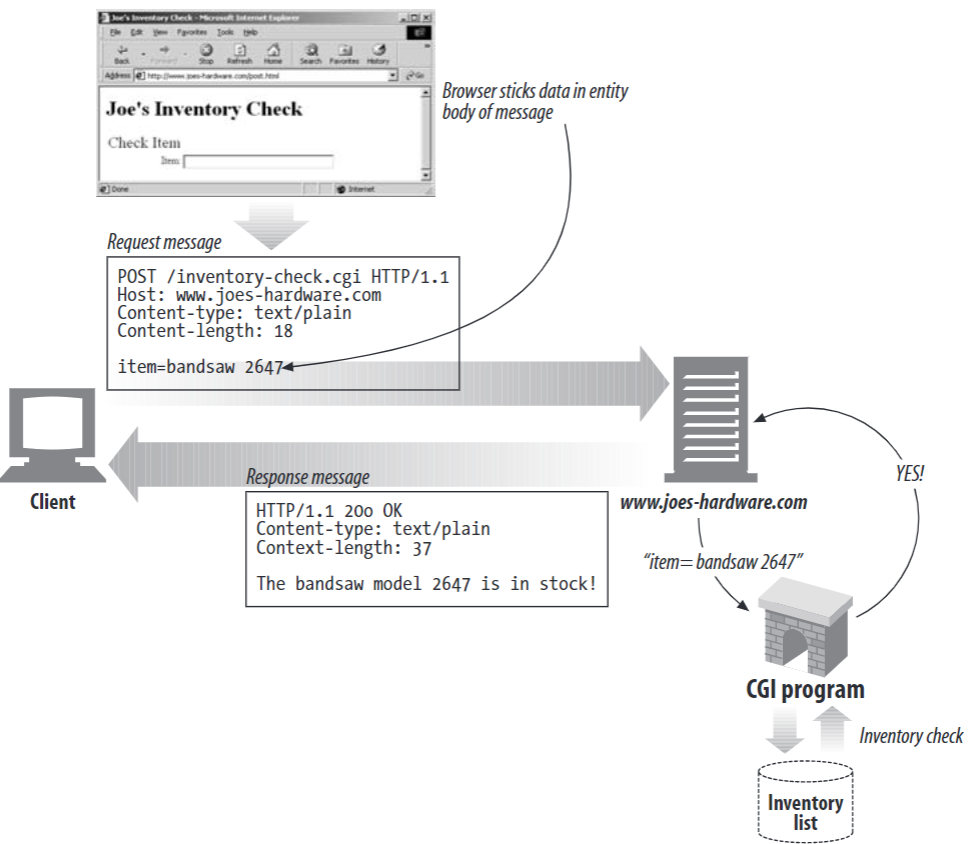 Joe's Inventory Check - Microsoft Internet Explorer
File Edit View Favorites Tools Help
Back Forward Stop Refresh Home Search Favorites History
Address http://www.joes-hardware.com/post.html Go
Joe's Inventory Check
Check Item
Item:
Done Internet
Browser sticks data in entity
body of message
Request message
POST /inventory-check.cgi HTTP/1.1
Host: www.joes-hardware.com
Content-type: text/plain
Content-length: 18
item=bandsaw 2647
Client
Response message
HTTP/1.1 200 OK
Content-type: text/plain
Context-length: 37
The bandsaw model 2647 is in stock!
www.joes-hardware.com
YES!
“item=bandsaw 2647”
CGI program
Inventory check
Inventory
list